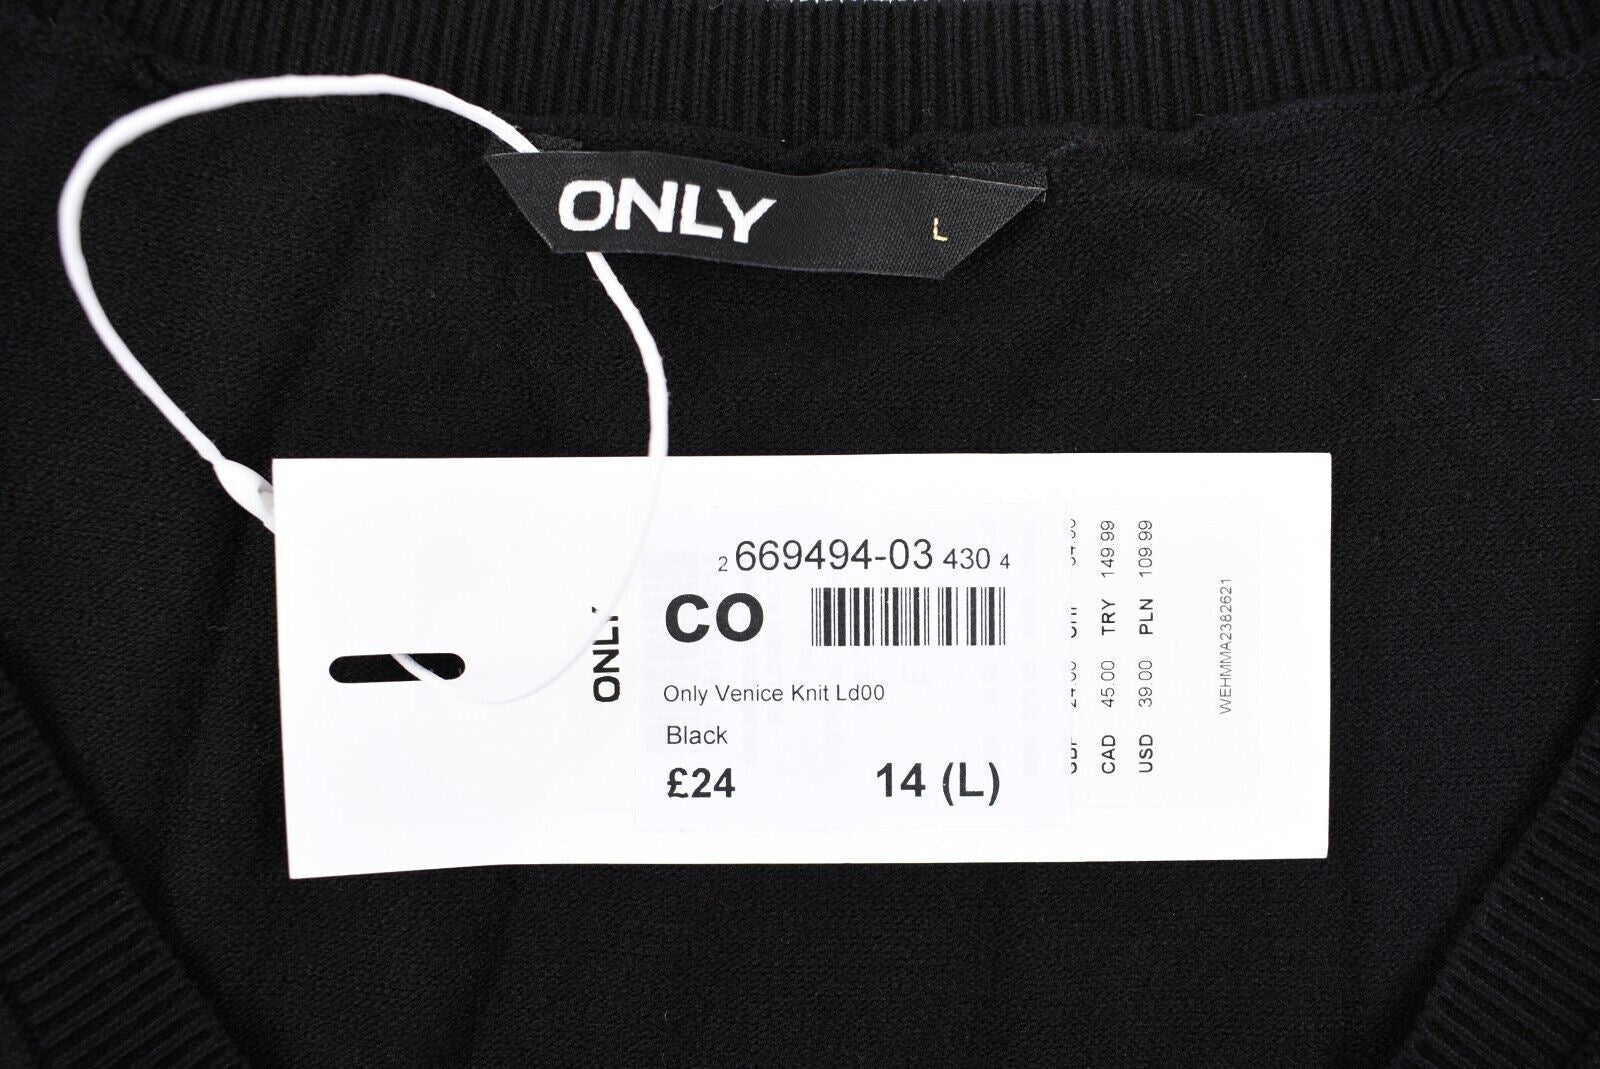 ONLY L
2 669494-03 430 4
CO
ONLY
Only Venice Knit Ld00
Black
£24 14 (L)
CAD 45.00 TRY 149.99
USD 39.00 PLN 109.99
WEHMMA2382621